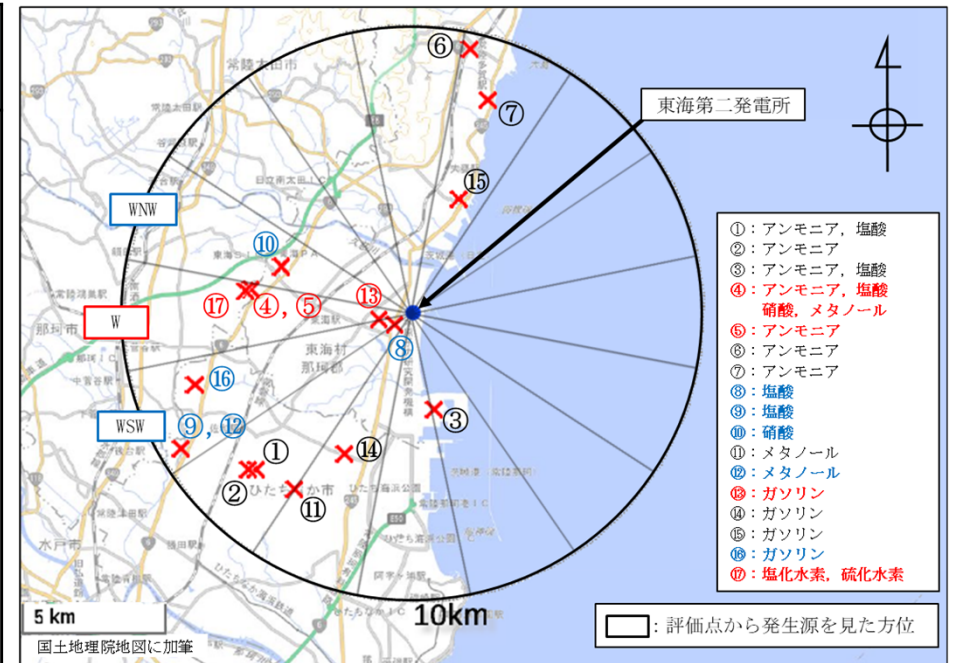 ⑥
⑦
⑮
東海第二発電所
WNW
⑩
⑰
④, ⑤
⑬
⑧
W
那珂市
東海村
那珂郡
⑯
WSW
⑨, ⑫
③
①
②
⑭
⑪
ひたちなか市
水戸市
常陸太田市
日立南太田IC
10km
5 km
国土地理院地図に加筆
①:アンモニア, 塩酸
②:アンモニア
③:アンモニア, 塩酸
④:アンモニア, 塩酸
硝酸, メタノール
⑤:アンモニア
⑥:アンモニア
⑦:アンモニア
⑧:塩酸
⑨:塩酸
⑩:硝酸
⑪:メタノール
⑫:メタノール
⑬:ガソリン
⑭:ガソリン
⑮:ガソリン
⑯:ガソリン
⑰:塩化水素, 硫化水素
:評価点から発生源を見た方位